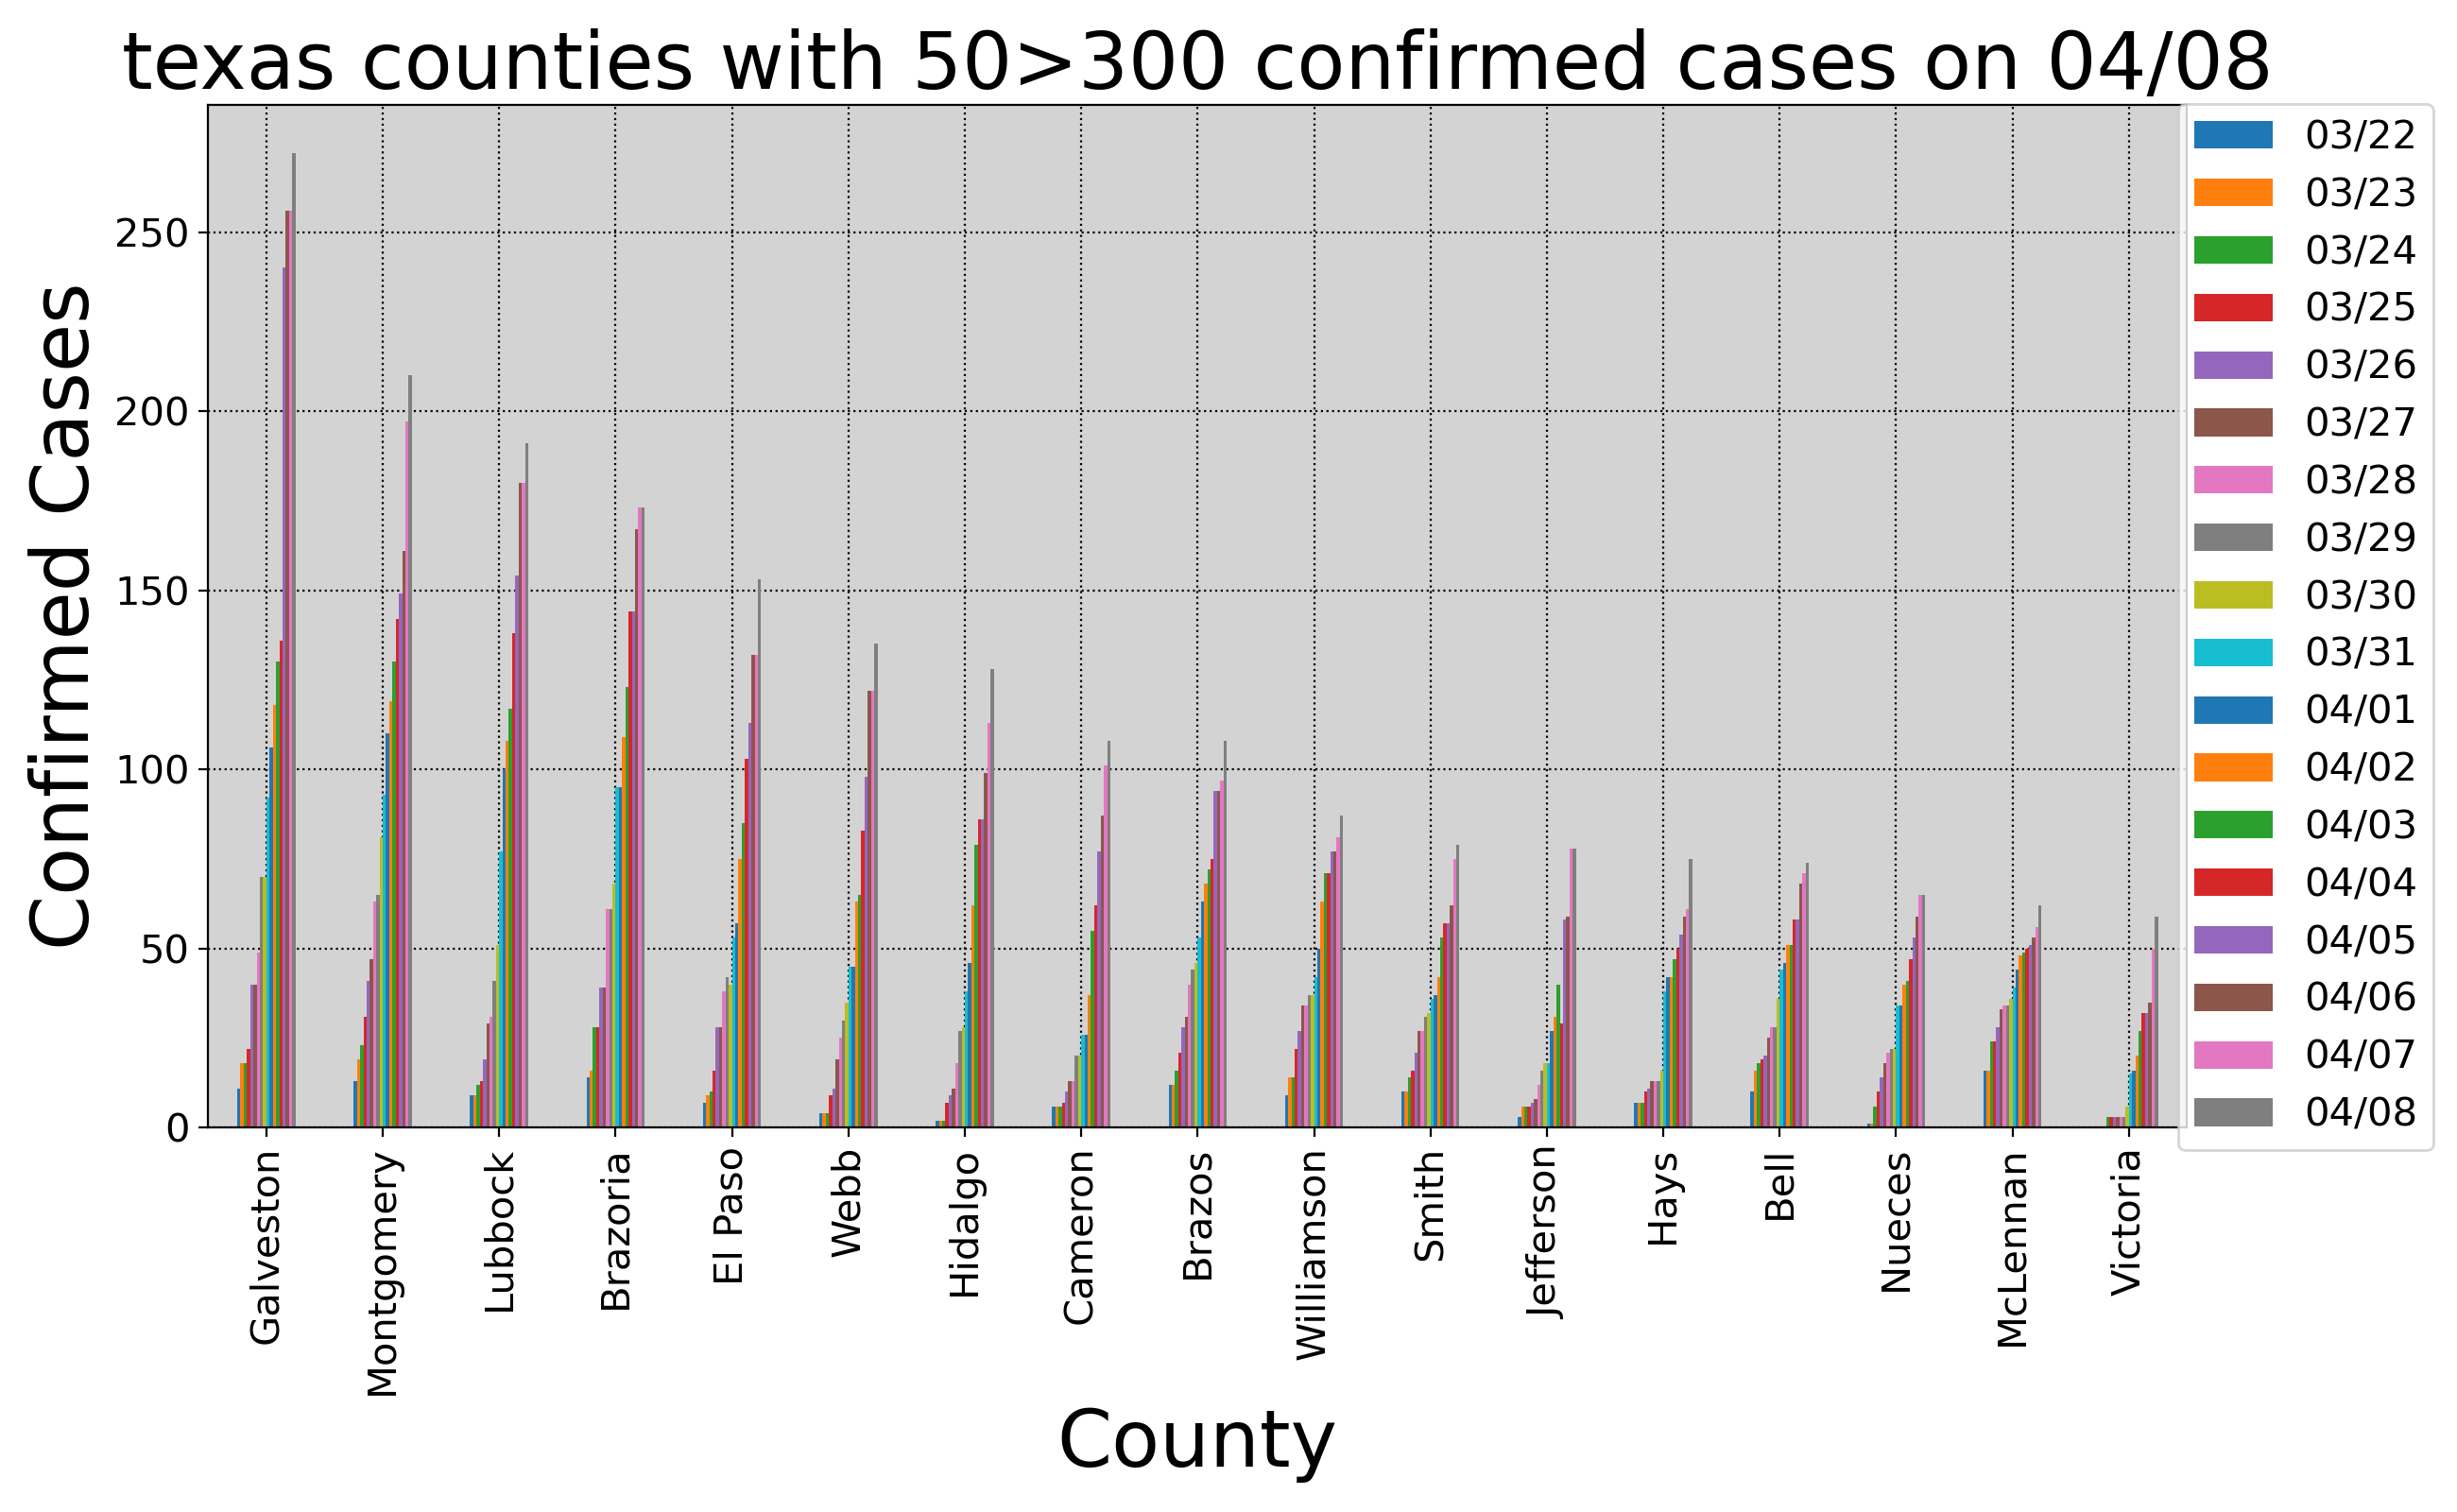 texas counties with 50>300 confirmed cases on 04/08
Confirmed Cases
250
200
150
100
50
0
Galveston
Montgomery
Lubbock
Brazoria
El Paso
Webb
Hidalgo
Cameron
Brazos
Williamson
Smith
Jefferson
Hays
Bell
Nueces
McLennan
Victoria
County
03/22
03/23
03/24
03/25
03/26
03/27
03/28
03/29
03/30
03/31
04/01
04/02
04/03
04/04
04/05
04/06
04/07
04/08